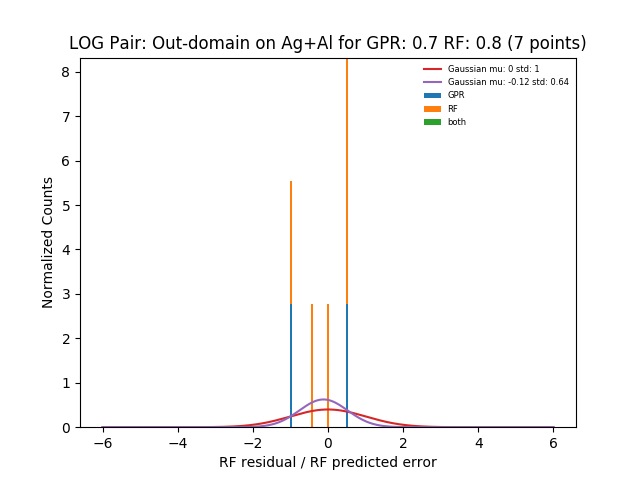 LOG Pair: Out-domain on Ag+Al for GPR: 0.7 RF: 0.8 (7 points)
Gaussian mu: 0 std: 1
Gaussian mu: -0.12 std: 0.64
GPR
RF
both
Normalized Counts
8
7
6
5
4
3
2
1
0
−6 −4 −2 0 2 4 6
RF residual / RF predicted error